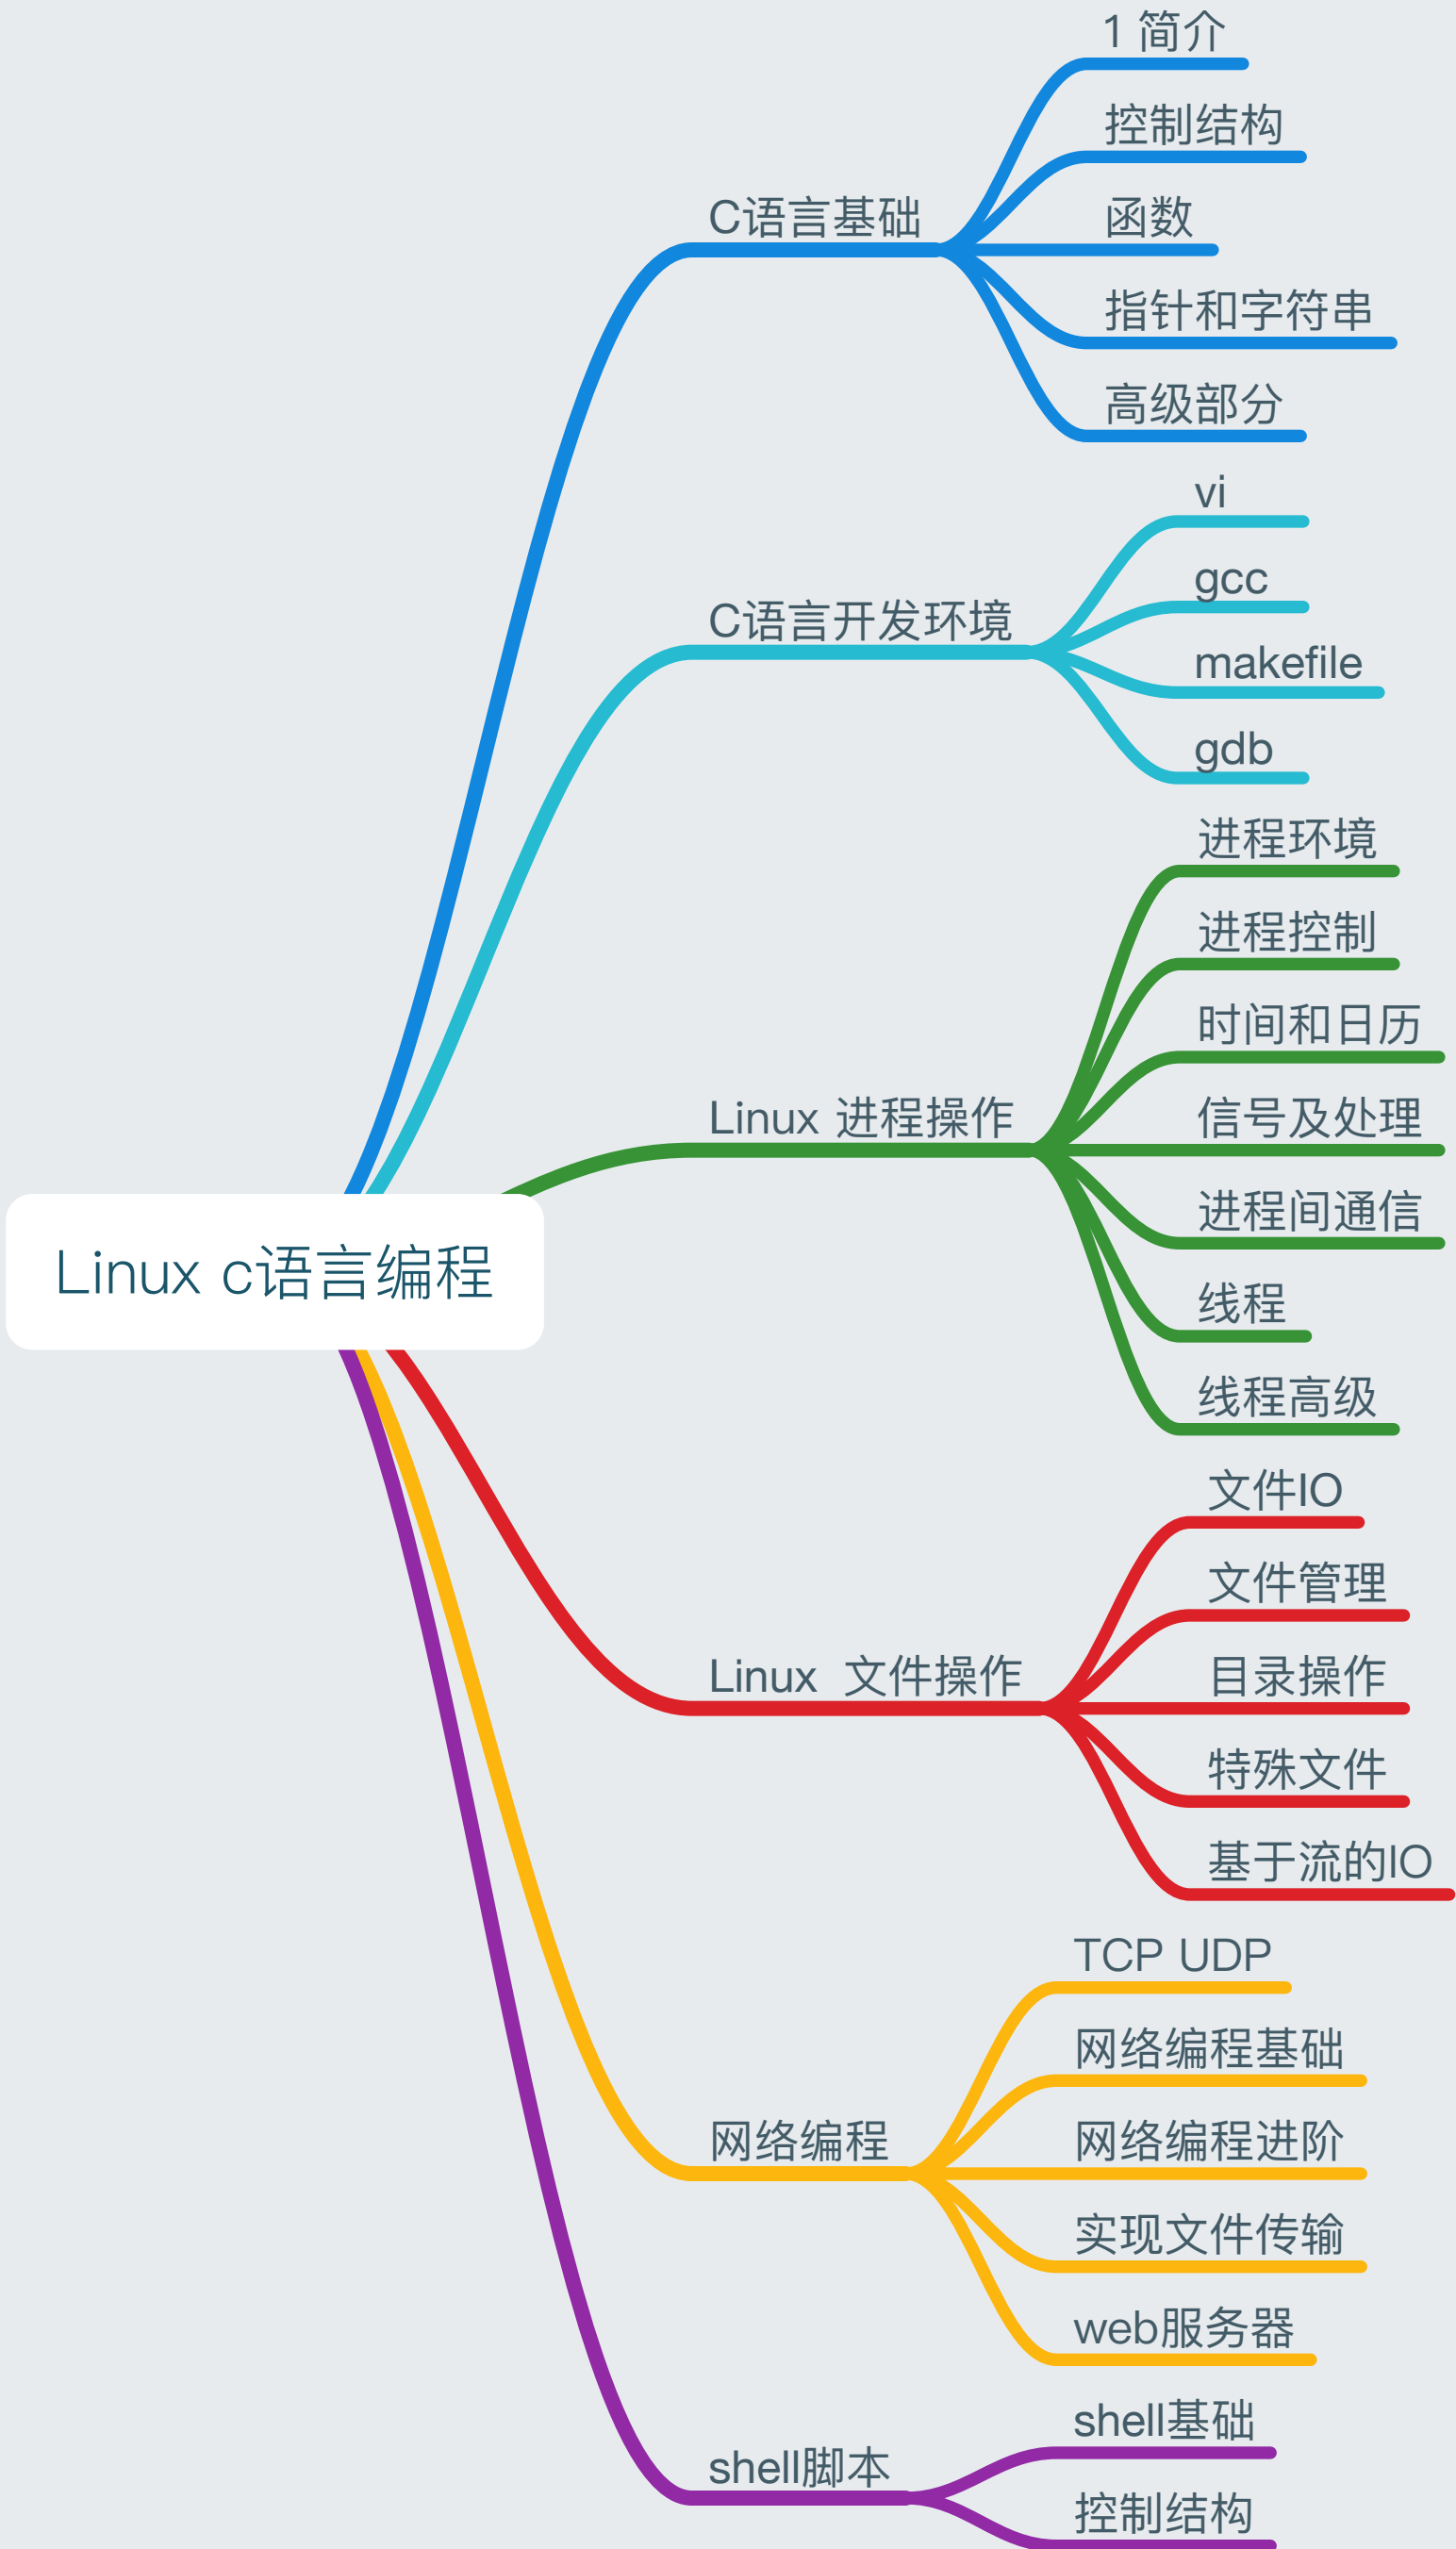 Linux c语言编程
C语言基础
1 简介
控制结构
函数
指针和字符串
高级部分
C语言开发环境
vi
gcc
makefile
gdb
Linux 进程操作
进程环境
进程控制
时间和日历
信号及处理
进程间通信
线程
线程高级
Linux 文件操作
文件IO
文件管理
目录操作
特殊文件
基于流的IO
网络编程
TCP UDP
网络编程基础
网络编程进阶
实现文件传输
web服务器
shell脚本
shell基础
控制结构